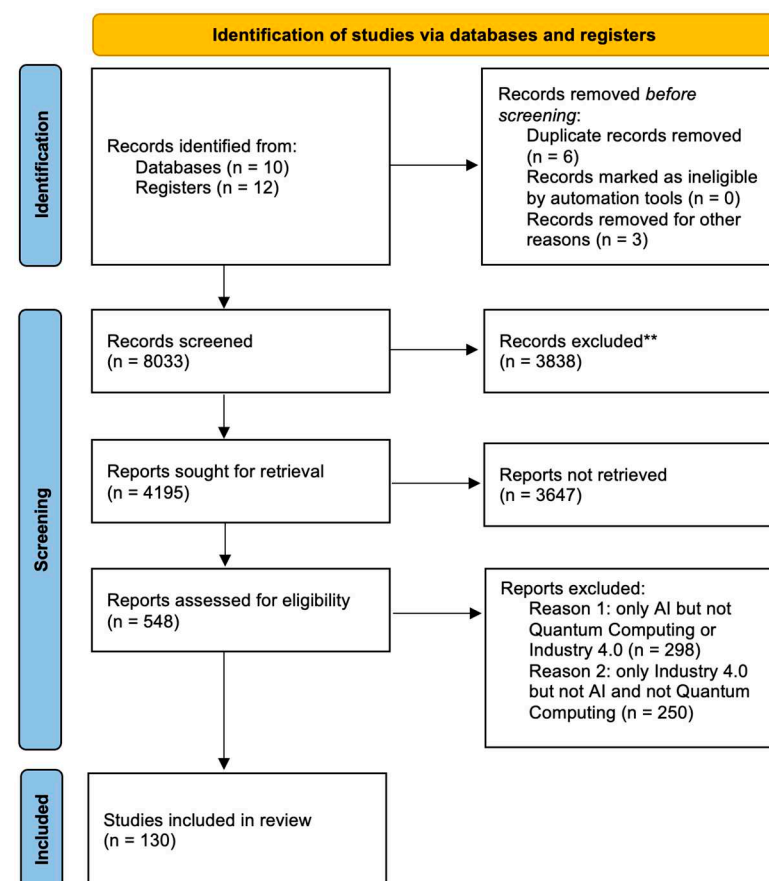 Identification of studies via databases and registers
Identification
Records identified from:
Databases (n = 10)
Registers (n = 12)
Records removed before
screening:
Duplicate records removed
(n = 6)
Records marked as ineligible
by automation tools (n = 0)
Records removed for other
reasons (n = 3)
Screening
Records screened
(n = 8033)
Records excluded**
(n = 3838)
Reports sought for retrieval
(n = 4195)
Reports not retrieved
(n = 3647)
Reports assessed for eligibility
(n = 548)
Reports excluded:
Reason 1: only AI but not
Quantum Computing or
Industry 4.0 (n = 298)
Reason 2: only Industry 4.0
but not AI and not Quantum
Computing (n = 250)
Included
Studies included in review
(n = 130)